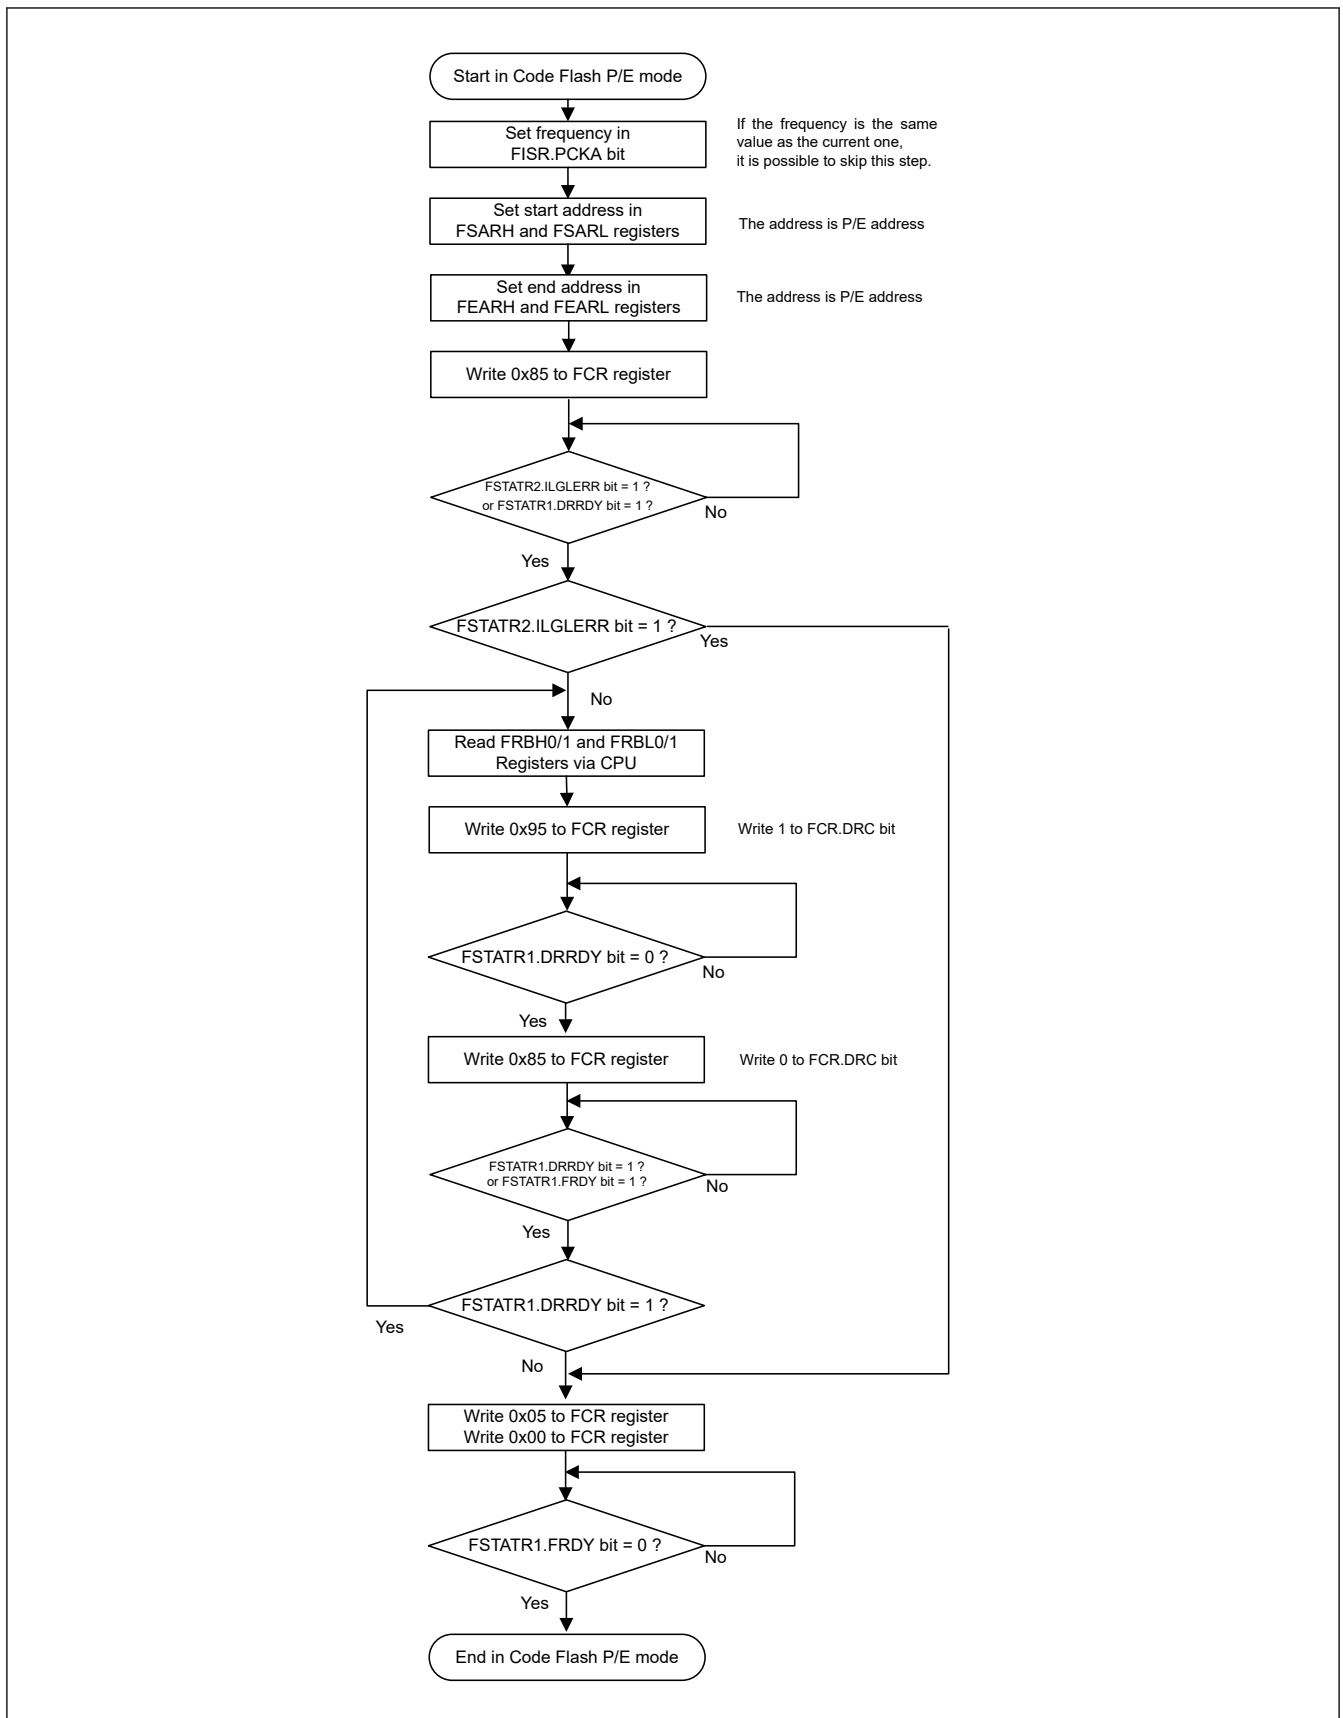 Start in Code Flash P/E mode
Set frequency in
FISR.PCKA bit
If the frequency is the same
value as the current one,
it is possible to skip this step.
Set start address in
FSARH and FSARL registers
The address is P/E address
Set end address in
FEARH and FEARL registers
The address is P/E address
Write 0x85 to FCR register
FSTATR2.ILGLERR bit = 1 ?
or FSTATR1.DRRDY bit = 1 ?
No
Yes
FSTATR2.ILGLERR bit = 1 ?
Yes
No
Read FRBH0/1 and FRBL0/1
Registers via CPU
Write 0x95 to FCR register
Write 1 to FCR.DRC bit
FSTATR1.DRRDY bit = 0 ?
No
Yes
Write 0x85 to FCR register
Write 0 to FCR.DRC bit
FSTATR1.DRRDY bit = 1 ?
or FSTATR1.FRDY bit = 1 ?
No
Yes
FSTATR1.DRRDY bit = 1 ?
Yes
No
Write 0x05 to FCR register
Write 0x00 to FCR register
FSTATR1.FRDY bit = 0 ?
No
Yes
End in Code Flash P/E mode